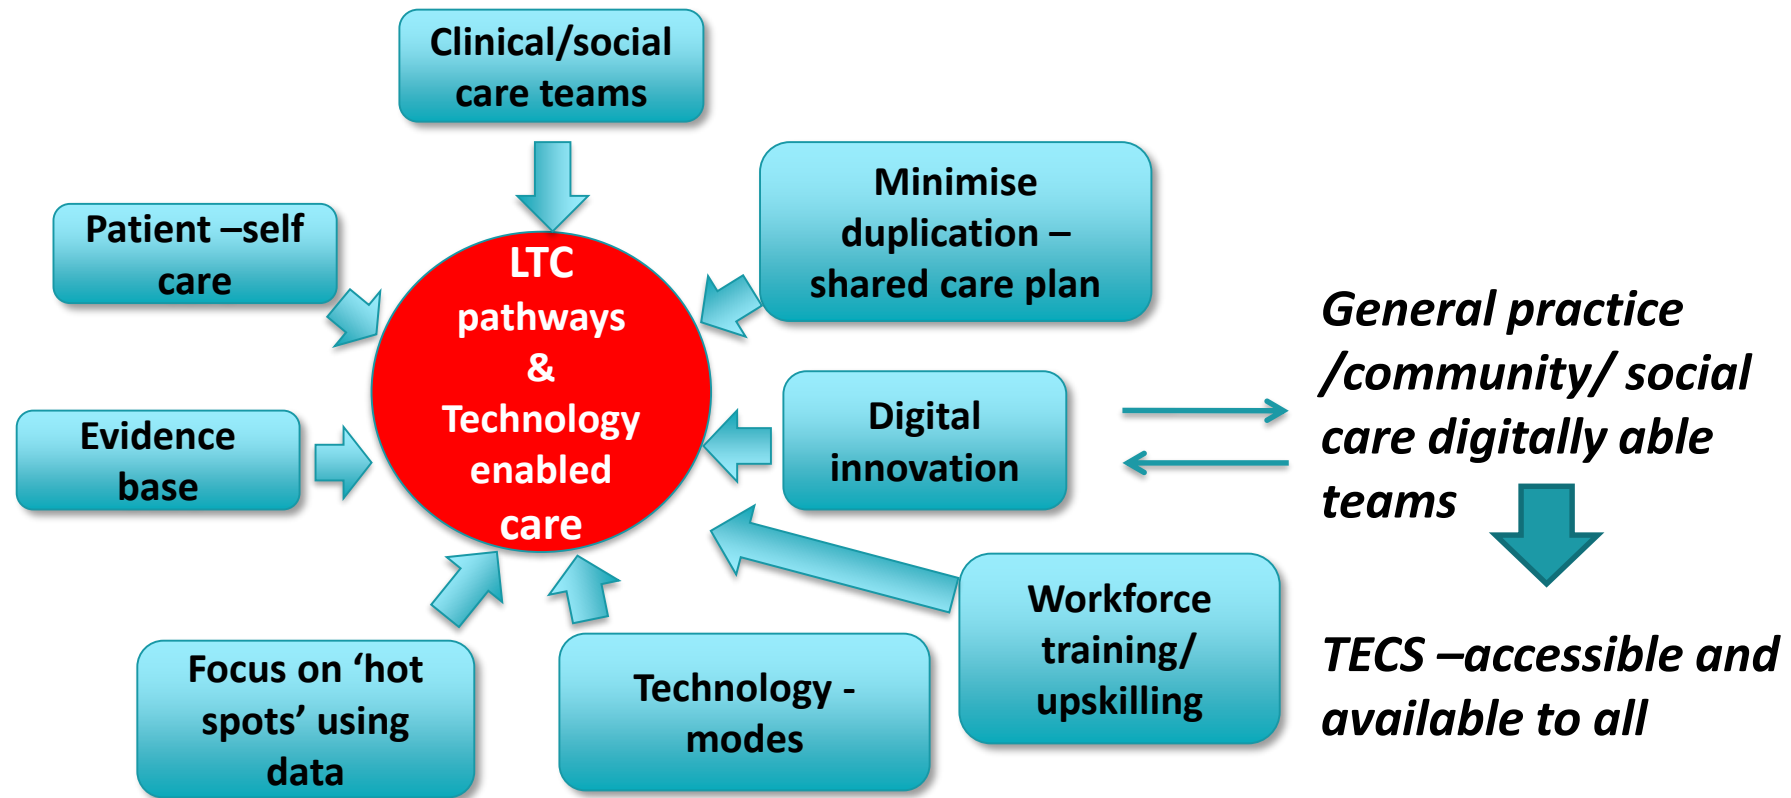 Clinical/social
care teams
Patient –self
care
Minimise
duplication –
shared care plan
LTC
pathways
&
Technology
enabled
care
Evidence
base
Digital
innovation
General practice
/community/ social
care digitally able
teams
Focus on ‘hot
spots’ using
data
Technology -
modes
Workforce
training/
upskilling
TECS –accessible and
available to all